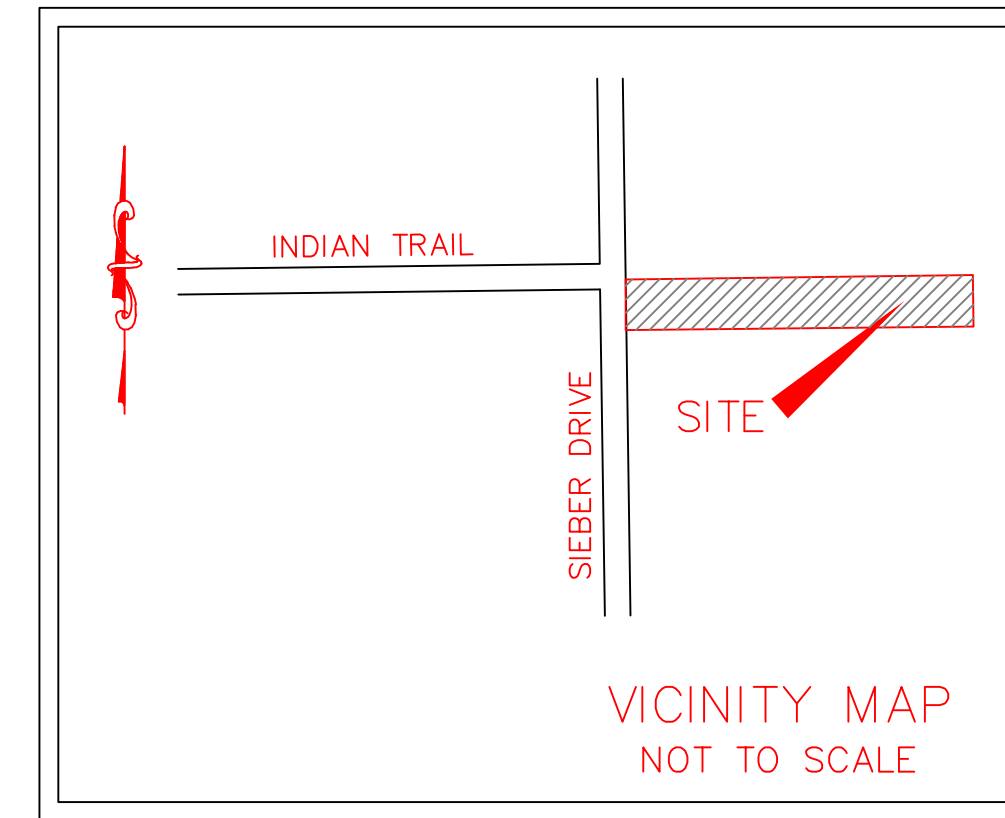 INDIAN TRAIL
SIEBER DRIVE
SITE
VICINITY MAP
NOT TO SCALE